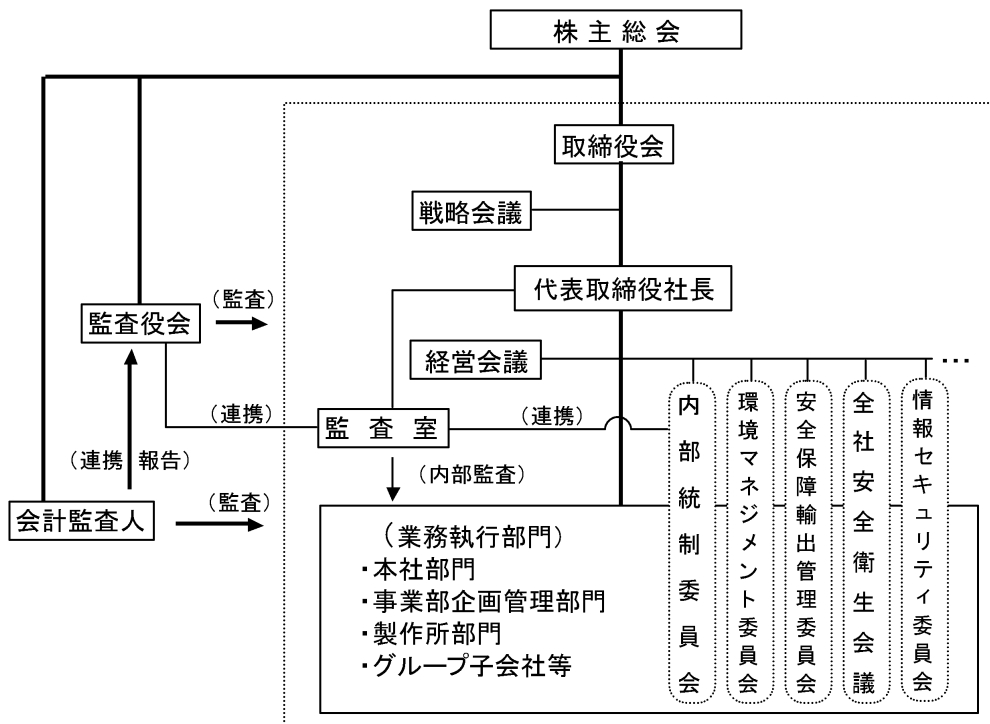 株主総会
取締役会
戦略会議
代表取締役社長
監査役会
（監査）
経営会議
…
（連携）
監査室
（連携）
（連携 報告）
（内部監査）
会計監査人
（監査）
（業務執行部門）
・本社部門
・事業部企画管理部門
・製作所部門
・グループ子会社等
内部統制委員会
環境マネジメント委員会
安全保障輸出管理委員会
全社安全衛生会議
情報セキュリティ委員会